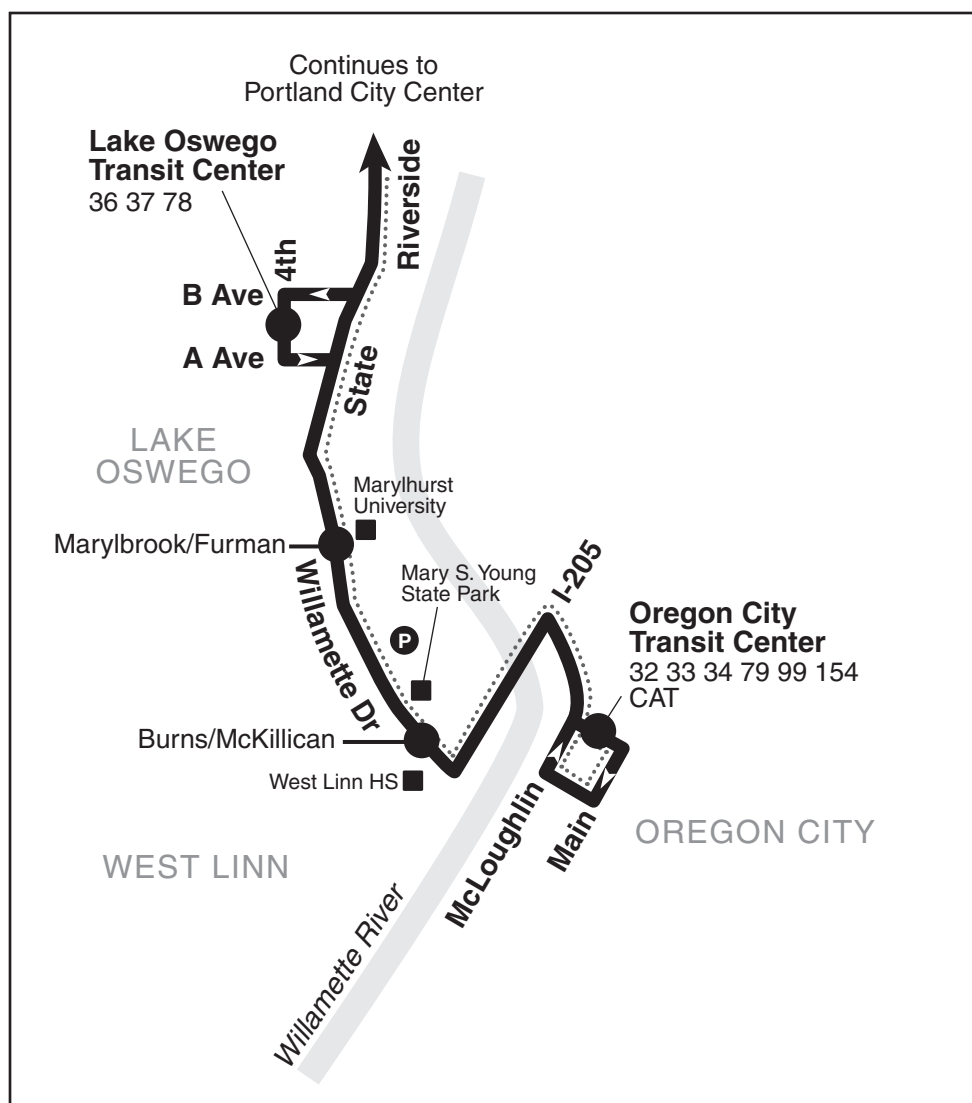 Continues to
Portland City Center
Lake Oswego
Transit Center
36 37 78
Riverside
4th
B Ave
A Ave
State
LAKE
OSWEGO
Marylhurst
University
Marylbrook/Furman
Mary S. Young
State Park
I-205
Willamette Dr
P
Oregon City
Transit Center
32 33 34 79 99 154
CAT
Burns/McKillican
West Linn HS
McLoughlin
Main
OREGON CITY
WEST LINN
Willamette River